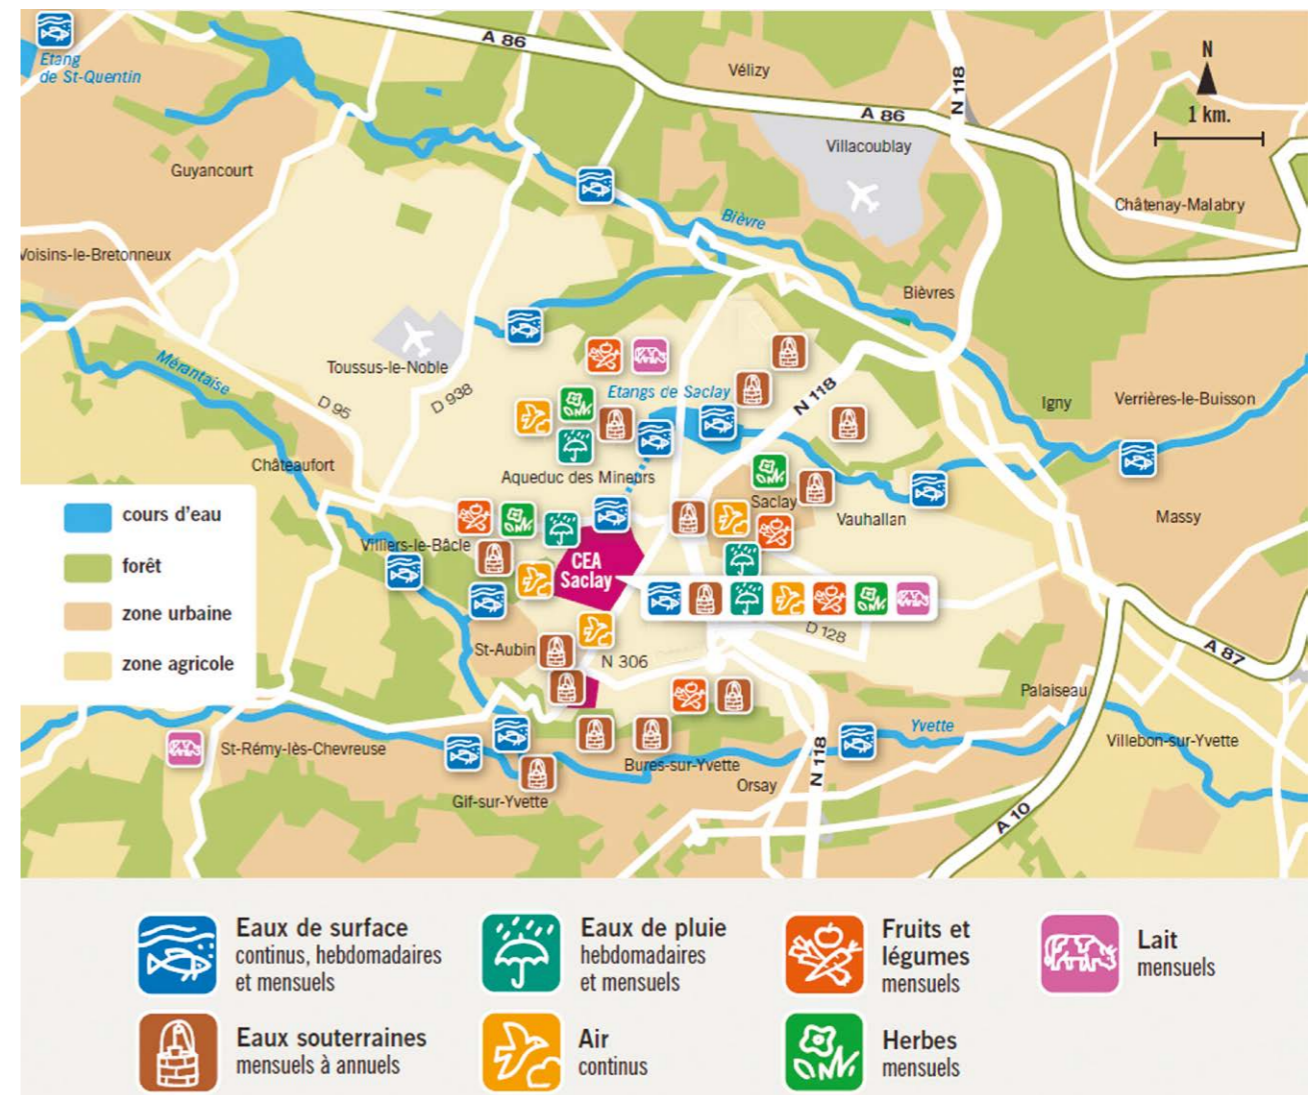 A 86
Etang
de St-Quentin
Vélizy
N 118
N
A 86
1 km.
Villacoublay
Guyancourt
Châtenay-Malabry
Bièvre
Voisins-le-Bretonneux
Bièvres
Mérantaise
Toussus-le-Noble
Etangs de Saclay
D 95
D 938
N 118
Igny
Verrières-le-Buisson
Châteaufort
Aqueduc des Mineurs
Saclay
Vauhallan
Massy
cours d'eau
forêt
zone urbaine
zone agricole
Villiers-le-Bâcle
CEA
Saclay
St-Aubin
N 306
D 128
A 87
Palaiseau
Yvette
St-Rémy-lès-Chevreuse
Villebon-sur-Yvette
Bures-sur-Yvette
N 118
Orsay
Gif-sur-Yvette
A 10
Eaux de surface
continus, hebdomadaires
et mensuels
Eaux de pluie
hebdomadaires
et mensuels
Fruits et
légumes
mensuels
Lait
mensuels
Eaux souterraines
mensuels à annuels
Air
continus
Herbes
mensuels